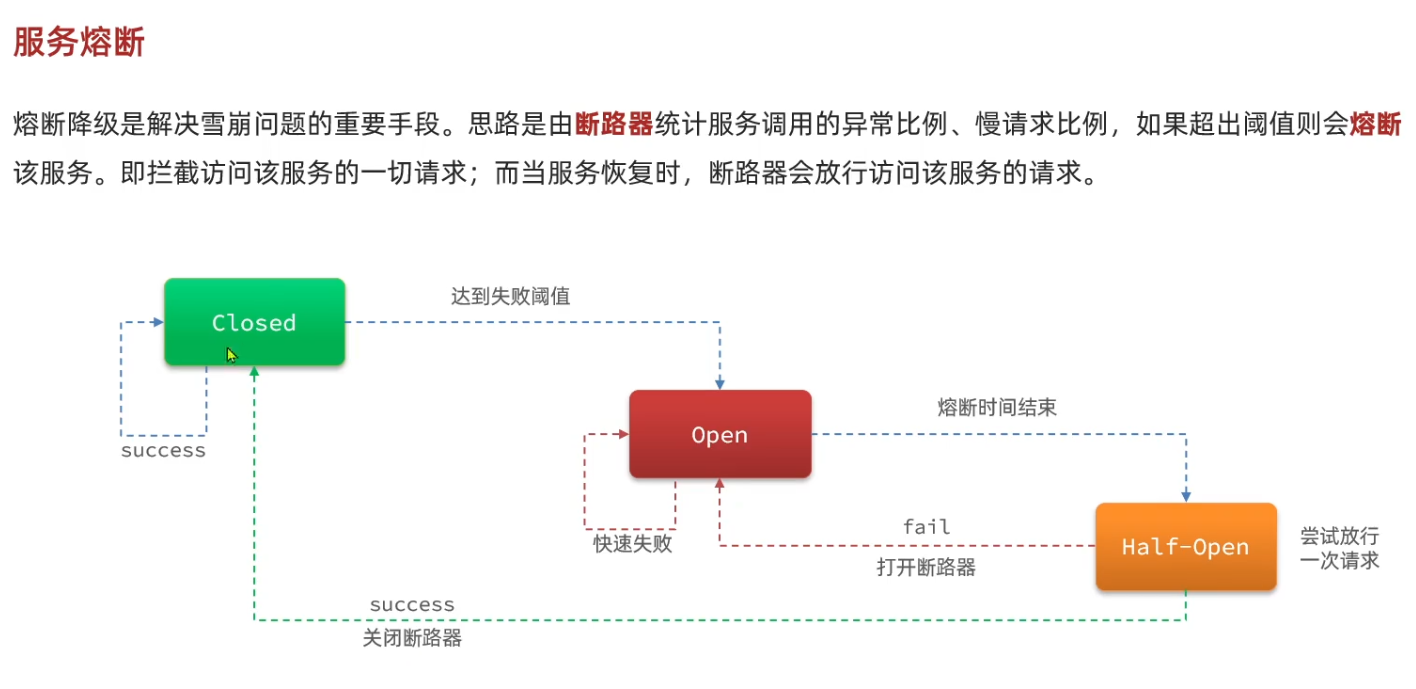 服务熔断
熔断降级是解决雪崩问题的重要手段。思路是由断路器统计服务调用的异常比例、慢请求比例，如果超出阈值则会熔断
该服务。即拦截访问该服务的一切请求；而当服务恢复时，断路器会放行访问该服务的请求。
达到失败阈值
Closed
熔断时间结束
Open
success
fail
快速失败
Half-Open
尝试放行
一次请求
打开断路器
success
关闭断路器